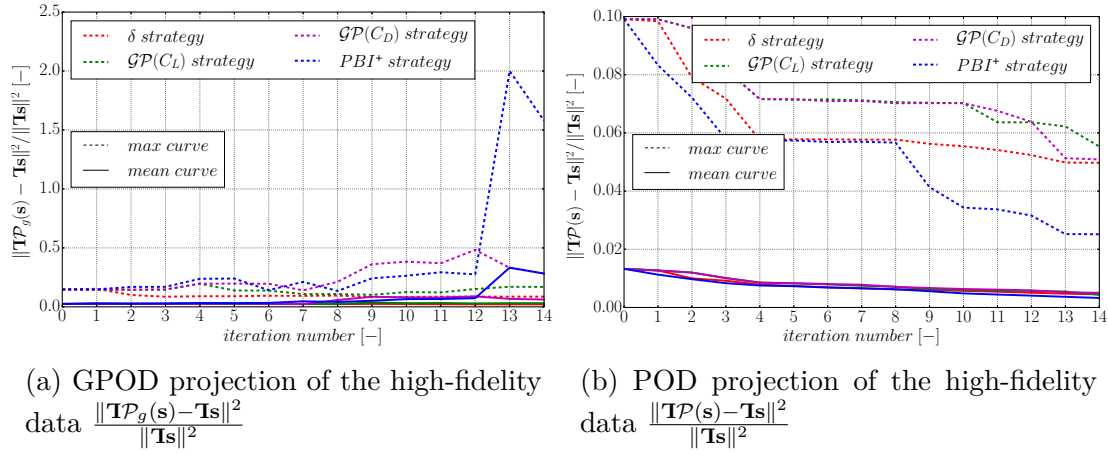 2.5
2.0
1.5
1.0
0.5
0.0
‖𝐓𝒫g(s) − 𝐓s‖²/‖𝐓s‖² [−]
δ strategy
𝒢𝒫(C_L) strategy
𝒢𝒫(C_D) strategy
PBI⁺ strategy
max curve
mean curve
0 1 2 3 4 5 6 7 8 9 10 11 12 13 14
iteration number [−]
0.10
0.08
0.06
0.04
0.02
0.00
‖𝐓𝒫(s) − 𝐓s‖²/‖𝐓s‖² [−]
δ strategy
𝒢𝒫(C_L) strategy
𝒢𝒫(C_D) strategy
PBI⁺ strategy
max curve
mean curve
0 1 2 3 4 5 6 7 8 9 10 11 12 13 14
iteration number [−]
(a) GPOD projection of the high-fidelity
data ‖𝐓𝒫g(s)−𝐓s‖²/‖𝐓s‖²
(b) POD projection of the high-fidelity
data ‖𝐓𝒫(s)−𝐓s‖²/‖𝐓s‖²